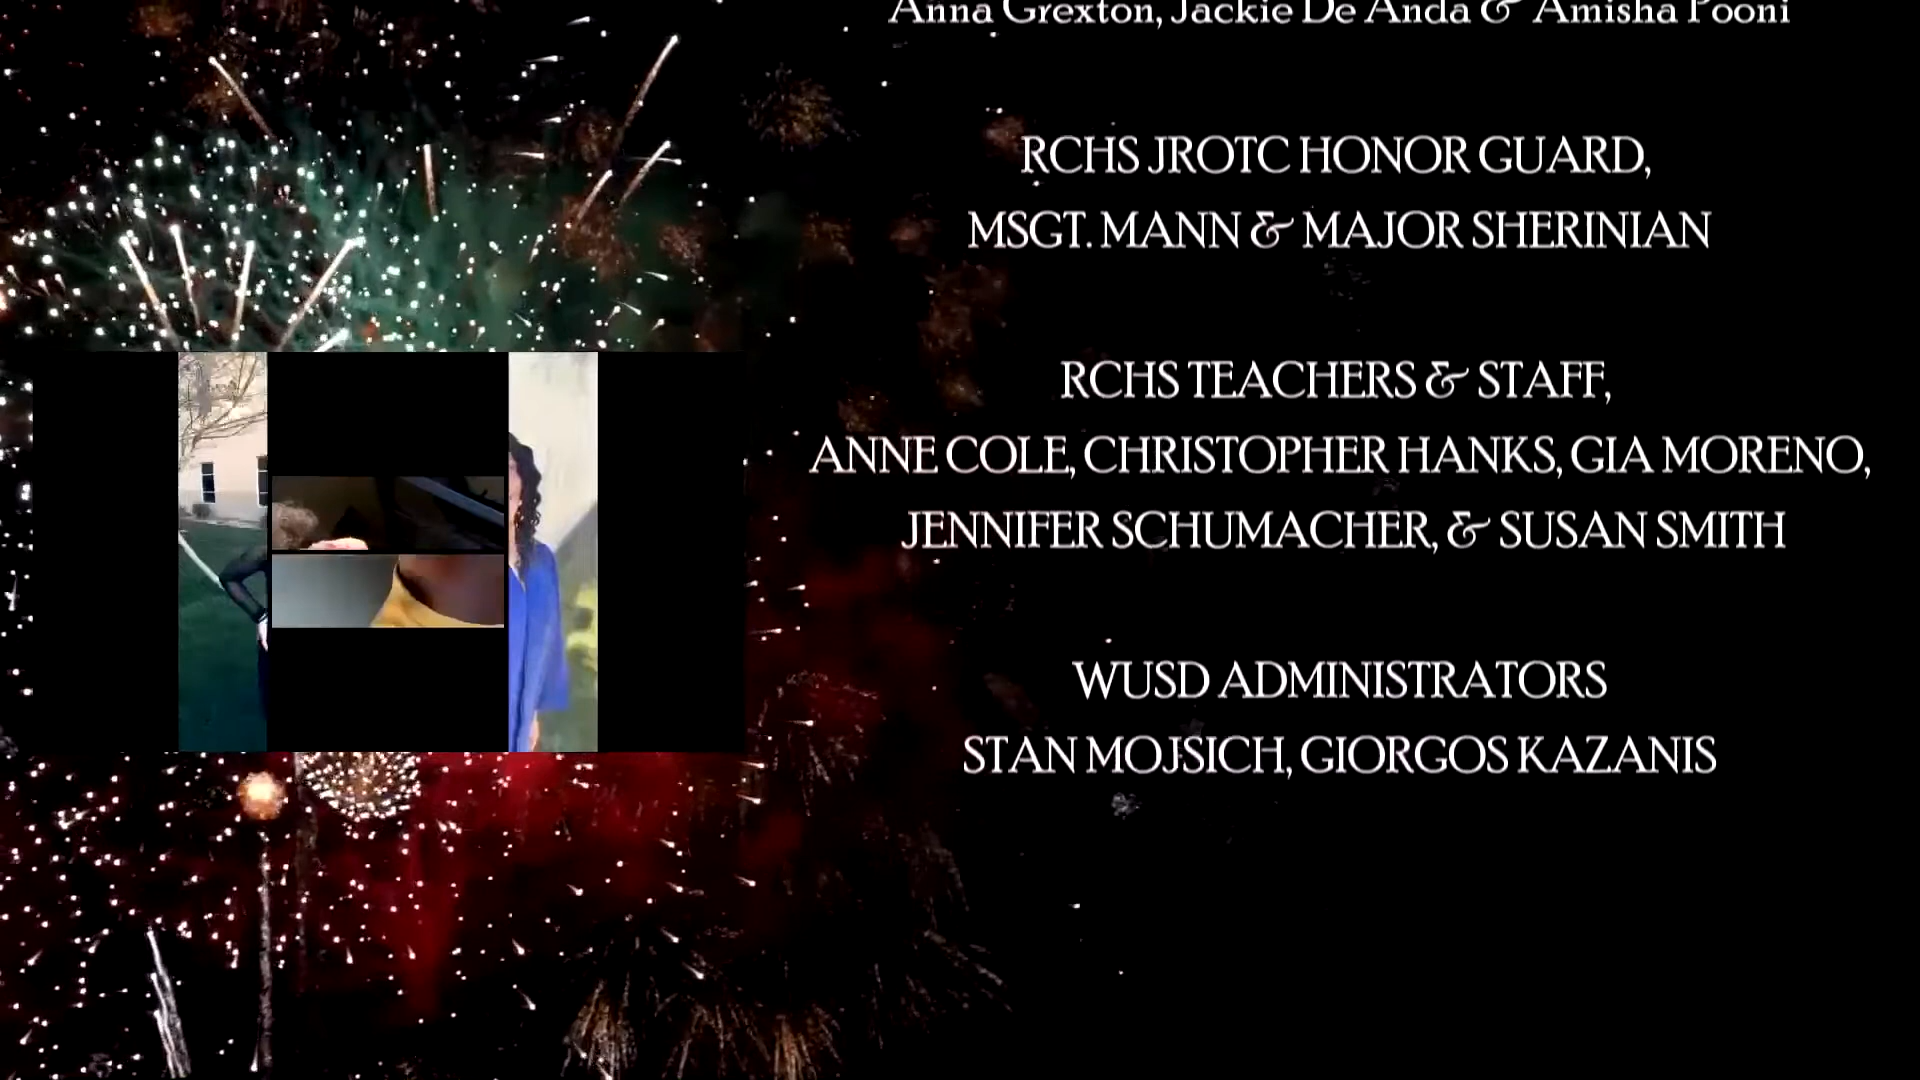 Anna Grexton, Jackie De Anda & Amisha Pooni
RCHS JROTC HONOR GUARD,
MSGT. MANN & MAJOR SHERINIAN
RCHS TEACHERS & STAFF,
ANNE COLE, CHRISTOPHER HANKS, GIA MORENO,
JENNIFER SCHUMACHER, & SUSAN SMITH
WUSD ADMINISTRATORS
STAN MOJSICH, GIORGOS KAZANIS